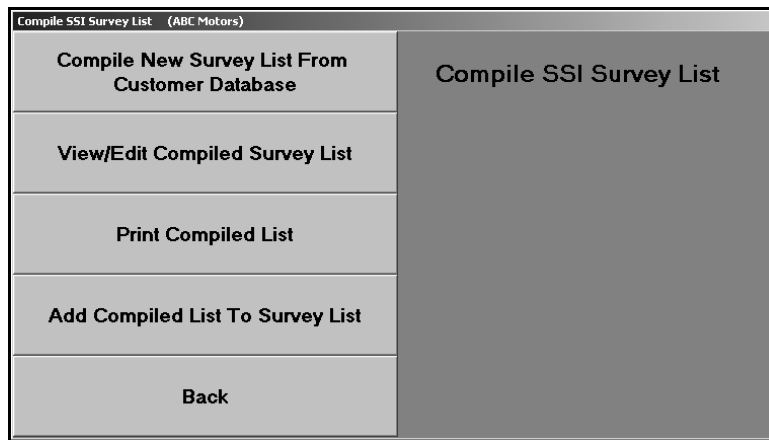 Compile SSI Survey List (ABC Motors)
Compile New Survey List From
Customer Database
Compile SSI Survey List
View/Edit Compiled Survey List
Print Compiled List
Add Compiled List To Survey List
Back